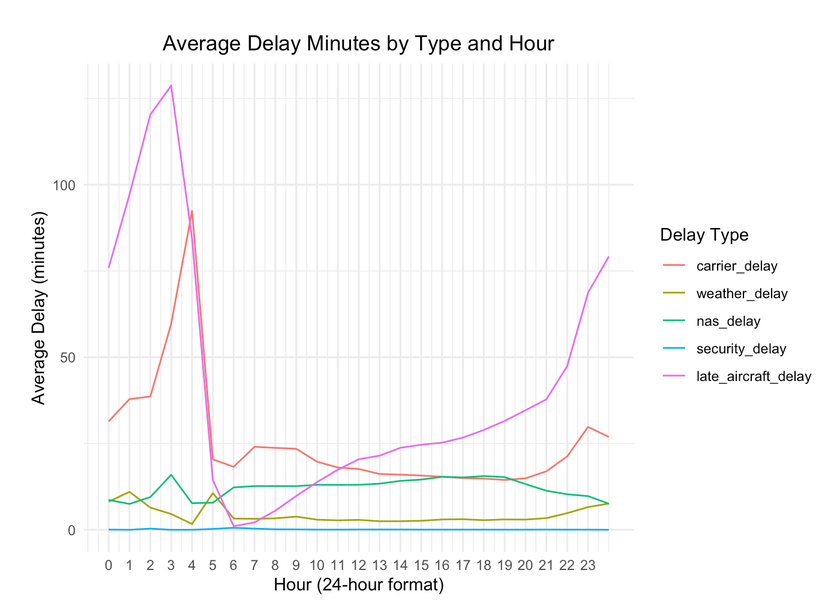 Average Delay Minutes by Type and Hour
Average Delay (minutes)
100
50
0
0 1 2 3 4 5 6 7 8 9 10 11 12 13 14 15 16 17 18 19 20 21 22 23
Hour (24-hour format)
Delay Type
carrier_delay
weather_delay
nas_delay
security_delay
late_aircraft_delay